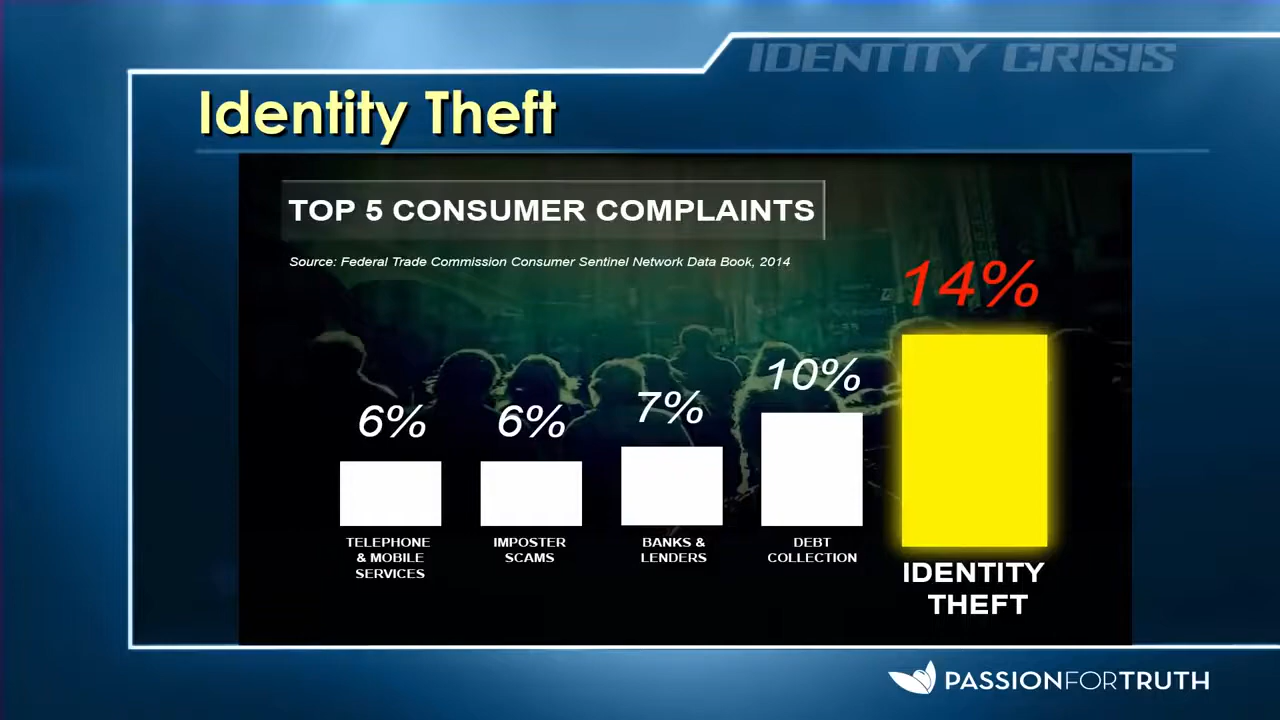 IDENTITY CRISIS
Identity Theft
TOP 5 CONSUMER COMPLAINTS
Source: Federal Trade Commission Consumer Sentinel Network Data Book, 2014
6%
6%
7%
10%
14%
TELEPHONE
& MOBILE
SERVICES
IMPOSTER
SCAMS
BANKS &
LENDERS
DEBT
COLLECTION
IDENTITY
THEFT
PASSIONFORTRUTH